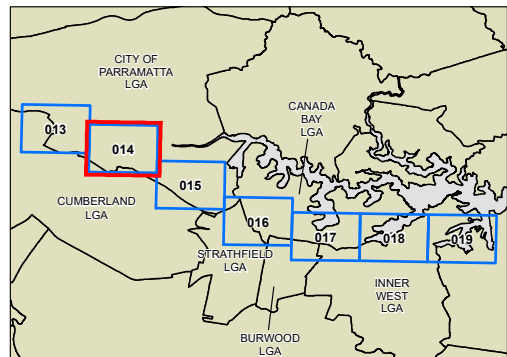 CITY OF
PARRAMATTA
LGA
CANADA
BAY
LGA
013
014
015
CUMBERLAND
LGA
016
017
018
019
STRATHFIELD
LGA
INNER
WEST
LGA
BURWOOD
LGA